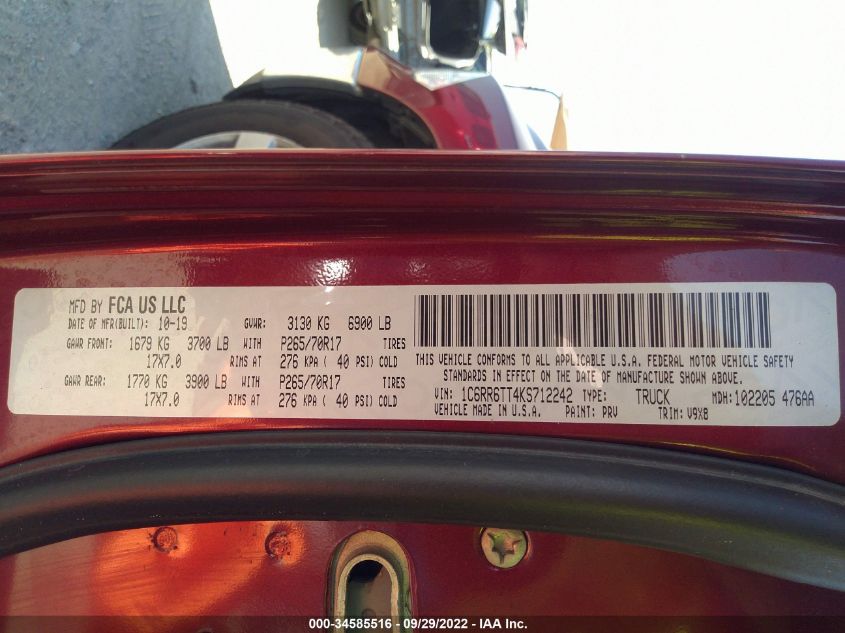 MFD BY FCA US LLC
DATE OF MFR(BUILT): 10-19 GVWR: 3130 KG 6900 LB
GAWR FRONT: 1679 KG 3700 LB WITH P265/70R17 TIRES
17X7.0 RIMS AT 276 KPA ( 40 PSI) COLD
GAWR REAR: 1770 KG 3900 LB WITH P265/70R17 TIRES
17X7.0 RIMS AT 276 KPA ( 40 PSI) COLD
THIS VEHICLE CONFORMS TO ALL APPLICABLE U.S.A. FEDERAL MOTOR VEHICLE SAFETY
STANDARDS IN EFFECT ON THE DATE OF MANUFACTURE SHOWN ABOVE.
VIN: 1C6RR6TT4KS712242 TYPE: TRUCK MDH: 102205 476AA
VEHICLE MADE IN U.S.A. PAINT: PRV TRIM: V9X8
000-34585516 - 09/29/2022 - IAA Inc.